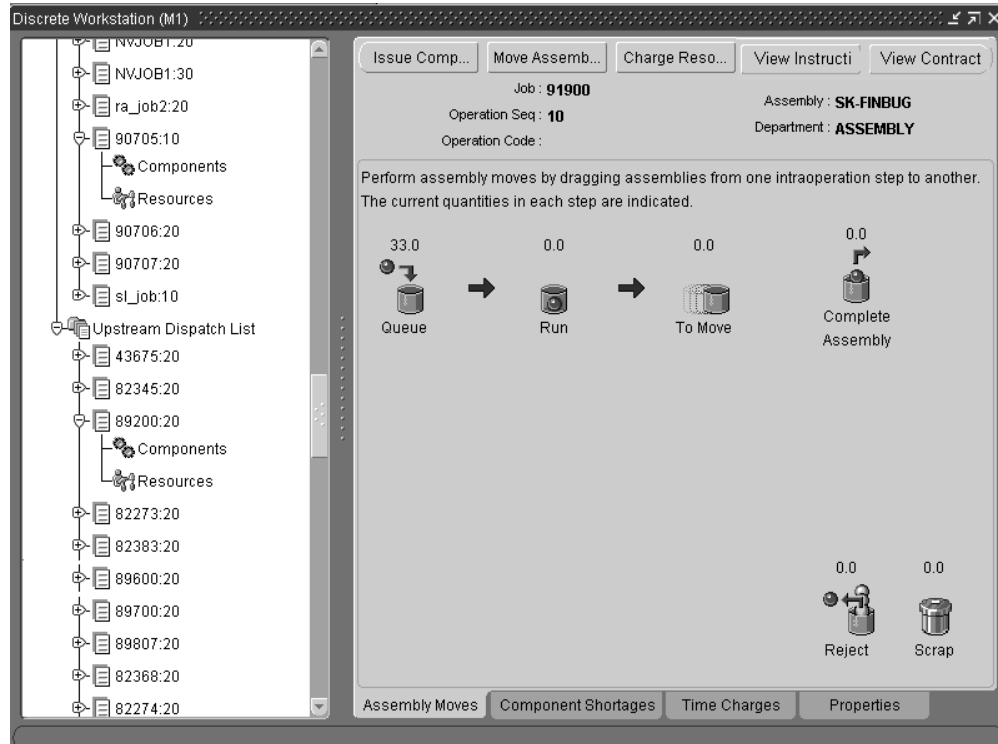 Discrete Workstation (M1)
NVJOB1:20
NVJOB1:30
ra_job2:20
90705:10
Components
Resources
90706:20
90707:20
sl_job:10
Upstream Dispatch List
43675:20
82345:20
89200:20
Components
Resources
82273:20
82383:20
89600:20
89700:20
89807:20
82368:20
82274:20
Issue Comp... Move Assemb... Charge Reso... View Instructi View Contract
Job : 91900
Operation Seq : 10
Operation Code :
Assembly : SK-FINBUG
Department : ASSEMBLY
Perform assembly moves by dragging assemblies from one intraoperation step to another.
The current quantities in each step are indicated.
33.0 0.0 0.0 0.0
Queue Run To Move Complete
Assembly
0.0 0.0
Reject Scrap
Assembly Moves Component Shortages Time Charges Properties